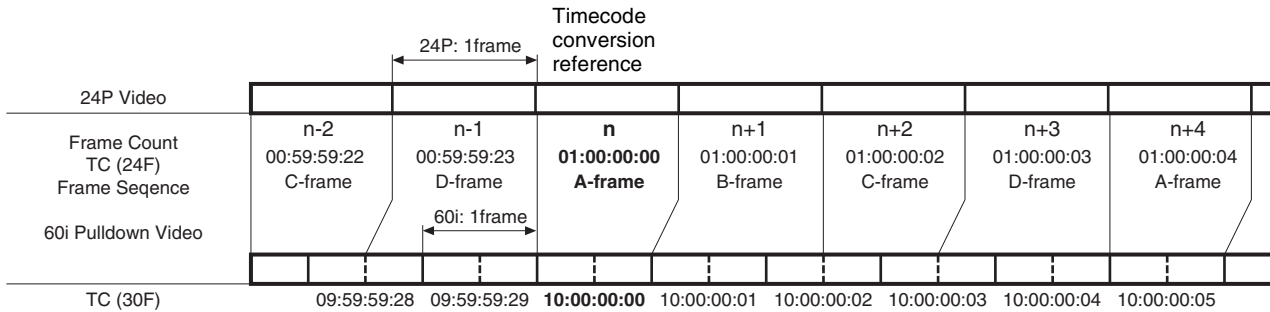 Timecode
conversion
reference
24P: 1frame
24P Video
n-2 n-1 n n+1 n+2 n+3 n+4
Frame Count
00:59:59:22 00:59:59:23 01:00:00:00 01:00:00:01 01:00:00:02 01:00:00:03 01:00:00:04
TC (24F)
C-frame D-frame A-frame B-frame C-frame D-frame A-frame
Frame Seqence
60i: 1frame
60i Pulldown Video
TC (30F) 09:59:59:28 09:59:59:29 10:00:00:00 10:00:00:01 10:00:00:02 10:00:00:03 10:00:00:04 10:00:00:05